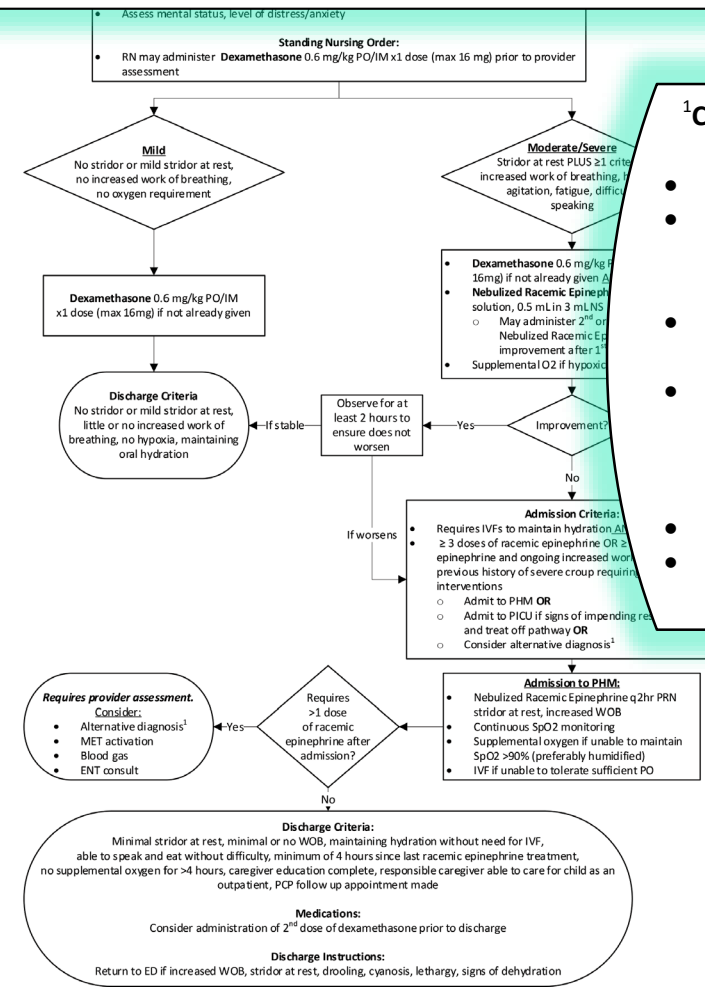 • Assess mental status, level of distress/anxiety
Standing Nursing Order:
• RN may administer Dexamethasone 0.6 mg/kg PO/IM x1 dose (max 16 mg) prior to provider
assessment
Mild
No stridor or mild stridor at rest,
no increased work of breathing,
no oxygen requirement
Moderate/Severe
Stridor at rest PLUS ≥1
increased work of breathing,
agitation, fatigue,
speaking
Dexamethasone 0.6 mg/kg PO/IM
x1 dose (max 16mg) if not already given
• Dexamethasone 0.6 mg/kg
16mg) if not already given
• Nebulized Racemic
solution, 0.5 mL in 3 mL NS
○ May administer 2nd or
Nebulized Racemic
improvement after
• Supplemental O2 if hypoxic
Discharge Criteria
No stridor or mild stridor at rest,
little or no increased work of
breathing, no hypoxia, maintaining
oral hydration
If stable
Observe for at
least 2 hours to
ensure does not
worsen
Yes
Improvement?
No
If worsens
Admission Criteria:
• Requires IVFs to maintain hydration
• ≥ 3 doses of racemic epinephrine OR ≥
epinephrine and ongoing increased
previous history of severe croup requiring
interventions
○ Admit to PHM OR
○ Admit to PICU if signs of impending
and treat off pathway OR
○ Consider alternative diagnosis1
Admission to PHM:
• Nebulized Racemic Epinephrine q2hr PRN
stridor at rest, increased WOB
• Continuous SpO2 monitoring
• Supplemental oxygen if unable to maintain
SpO2 >90% (preferably humidified)
• IVF if unable to tolerate sufficient PO
Requires
>1 dose
of racemic
epinephrine after
admission?
Yes
Requires provider assessment.
Consider:
• Alternative diagnosis1
• MET activation
• Blood gas
• ENT consult
No
Discharge Criteria:
Minimal stridor at rest, minimal or no WOB, maintaining hydration without need for IVF,
able to speak and eat without difficulty, minimum of 4 hours since last racemic epinephrine treatment,
no supplemental oxygen for >4 hours, caregiver education complete, responsible caregiver able to care for child as an
outpatient, PCP follow up appointment made
Medications:
Consider administration of 2nd dose of dexamethasone prior to discharge
Discharge Instructions:
Return to ED if increased WOB, stridor at rest, drooling, cyanosis, lethargy, signs of dehydration